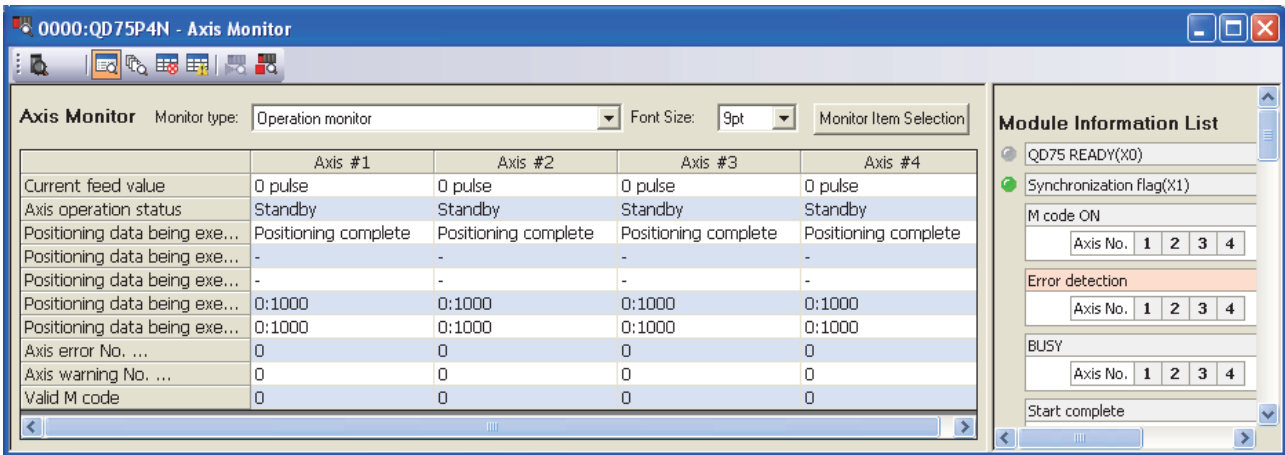 0000:QD75P4N - Axis Monitor
Axis Monitor Monitor type: Operation monitor Font Size: 9pt Monitor Item Selection
Axis #1 Axis #2 Axis #3 Axis #4
Current feed value 0 pulse 0 pulse 0 pulse 0 pulse
Axis operation status Standby Standby Standby Standby
Positioning data being exe... Positioning complete Positioning complete Positioning complete Positioning complete
Positioning data being exe... - - - -
Positioning data being exe... - - - -
Positioning data being exe... 0:1000 0:1000 0:1000 0:1000
Positioning data being exe... 0:1000 0:1000 0:1000 0:1000
Axis error No. ... 0 0 0 0
Axis warning No. ... 0 0 0 0
Valid M code 0 0 0 0
Module Information List
QD75 READY(X0)
Synchronization flag(X1)
M code ON
Axis No. 1 2 3 4
Error detection
Axis No. 1 2 3 4
BUSY
Axis No. 1 2 3 4
Start complete